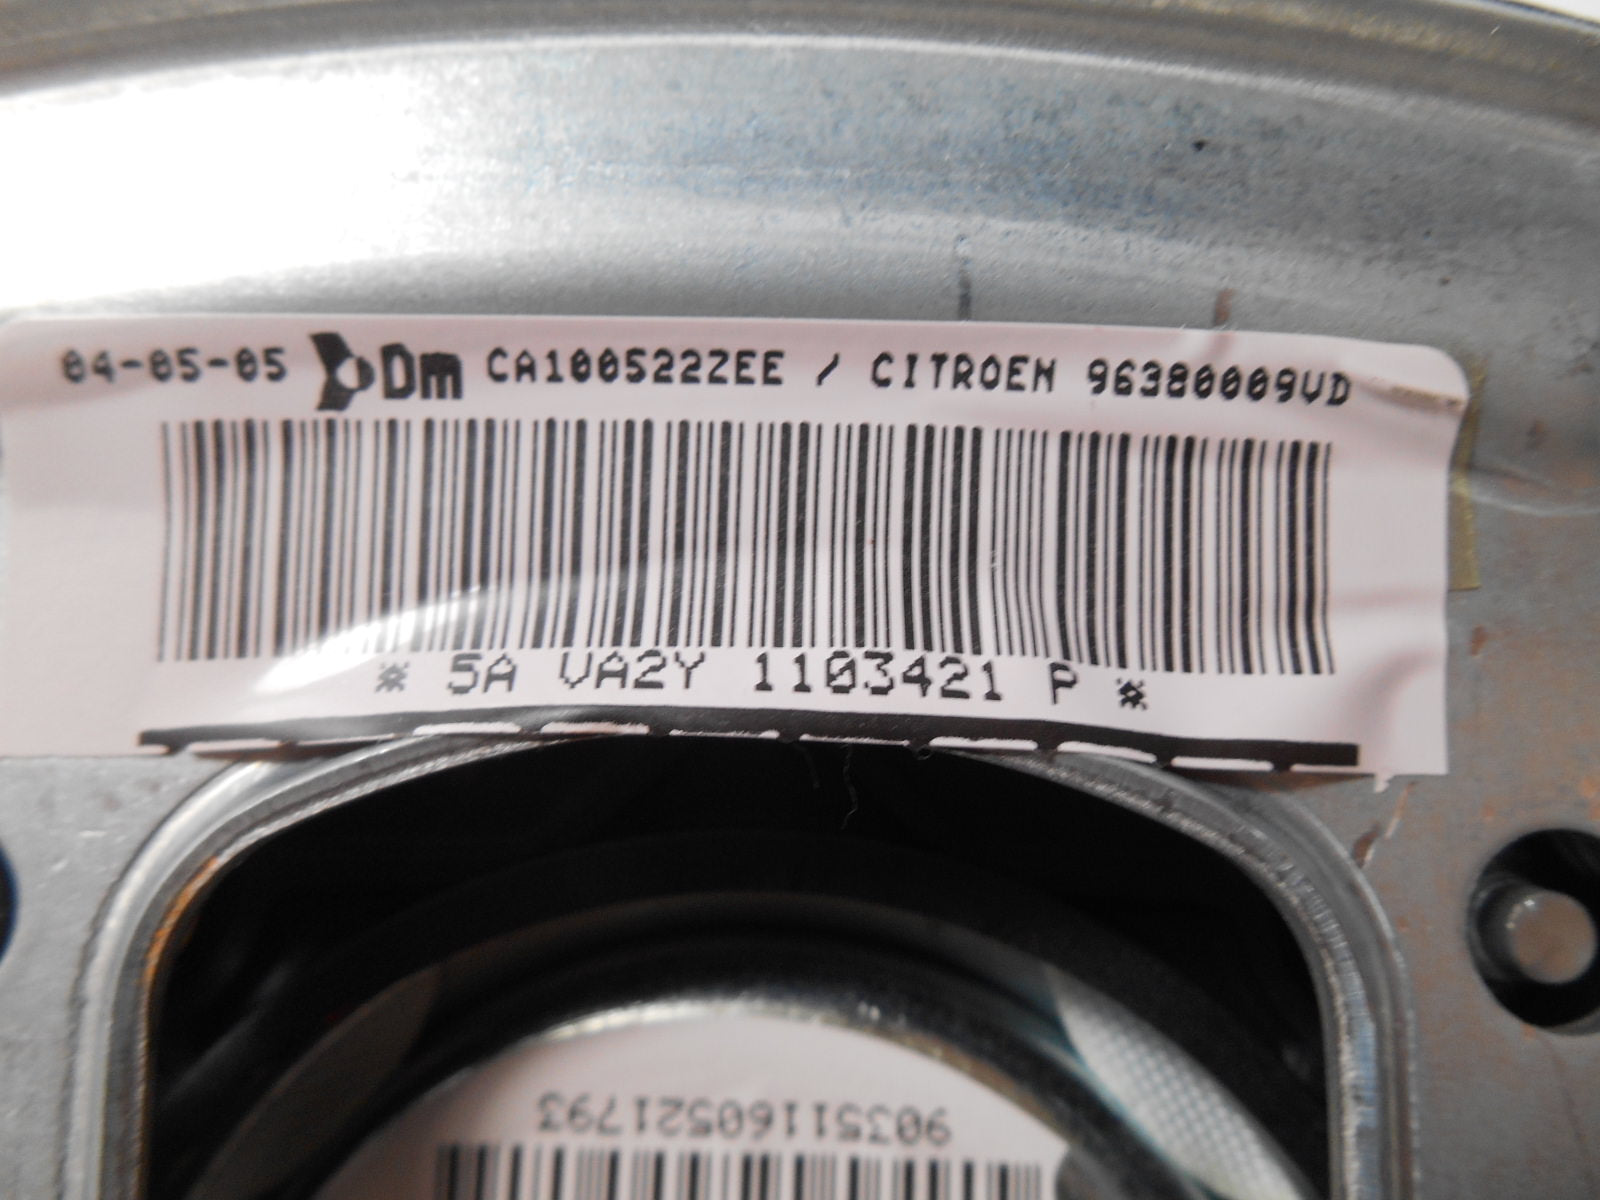 04-05-05 Dm CA100522ZEE / CITROEN 96380009VD
* 5A VA2Y 1103421 P *
90351160521793